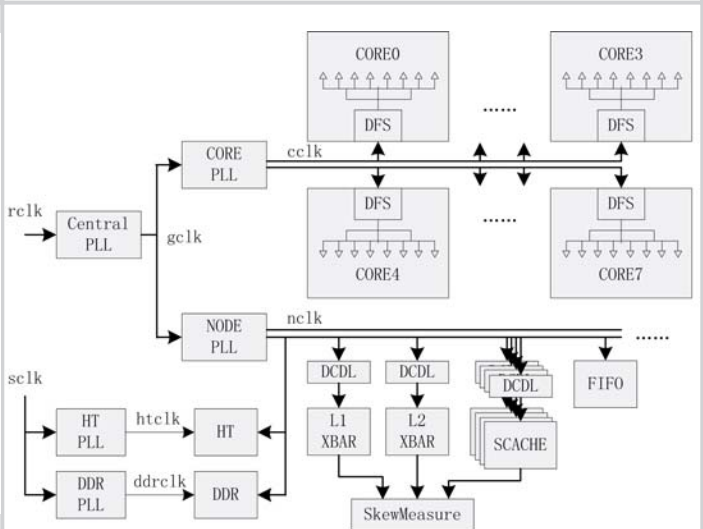 CORE0
CORE3
DFS
DFS
......
CORE
PLL
cclk
rclk
Central
PLL
gclk
DFS
DFS
......
CORE4
CORE7
NODE
PLL
nclk
......
sclk
DCDL
DCDL
DCDL
FIFO
HT
PLL
htclk
HT
L1
XBAR
L2
XBAR
SCACHE
DDR
PLL
ddrclk
DDR
SkewMeasure